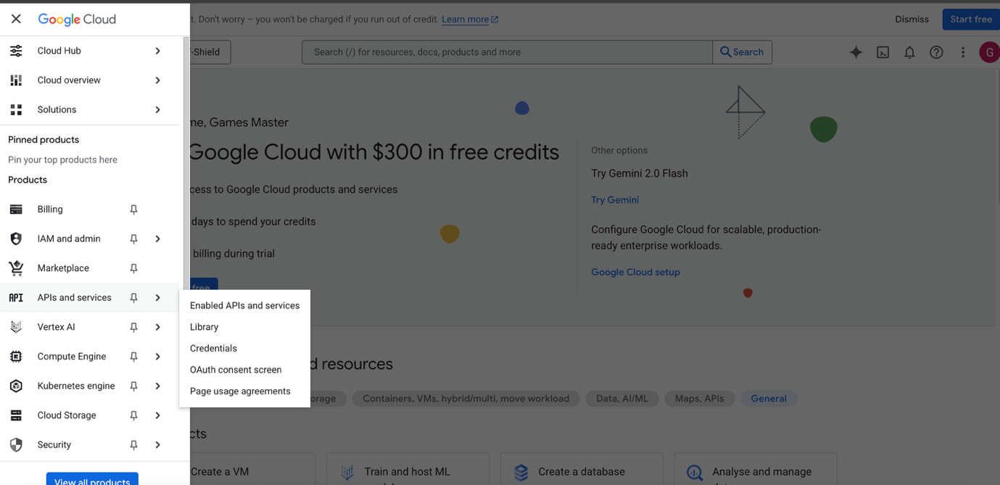 Google Cloud
t. Don't worry – you won't be charged if you run out of credit. Learn more
Dismiss
Start free
Cloud Hub
Cloud overview
Solutions
Pinned products
Pin your top products here
Products
Billing
IAM and admin
Marketplace
API APIs and services
Vertex AI
Compute Engine
Kubernetes engine
Cloud Storage
Security
View all products
Enabled APIs and services
Library
Credentials
OAuth consent screen
Page usage agreements
-Shield
Search (/) for resources, docs, products and more
Search
G
me, Games Master
Google Cloud with $300 in free credits
cess to Google Cloud products and services
days to spend your credits
billing during trial
free
Other options
Try Gemini 2.0 Flash
Try Gemini
Configure Google Cloud for scalable, production-
ready enterprise workloads.
Google Cloud setup
d resources
orage
Containers, VMs, hybrid/multi, move workload
Data, AI/ML
Maps, APIs
General
cts
Create a VM
Train and host ML
Create a database
Analyse and manage